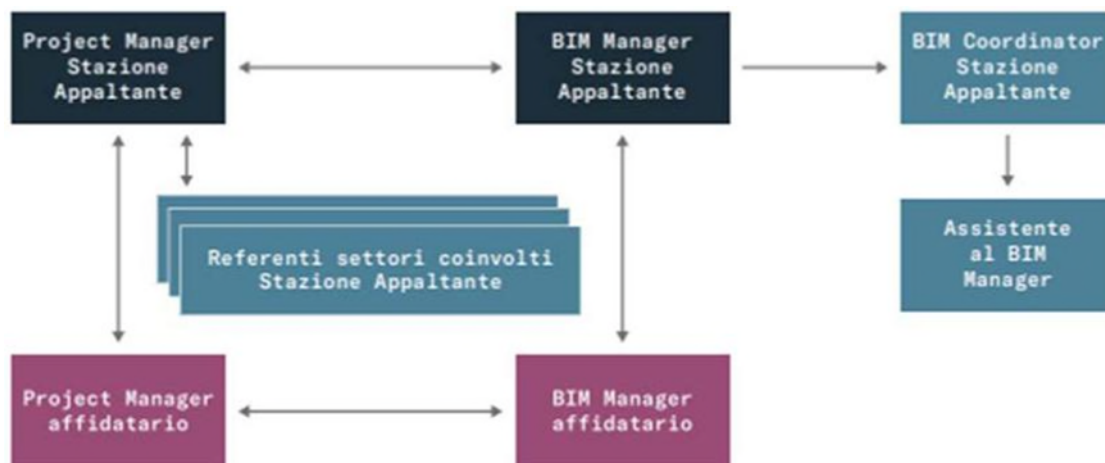 Project Manager
Stazione
Appaltante
BIM Manager
Stazione
Appaltante
BIM Coordinator
Stazione
Appaltante
Referenti settori coinvolti
Stazione Appaltante
Assistente
al BIM
Manager
Project Manager
affidatario
BIM Manager
affidatario